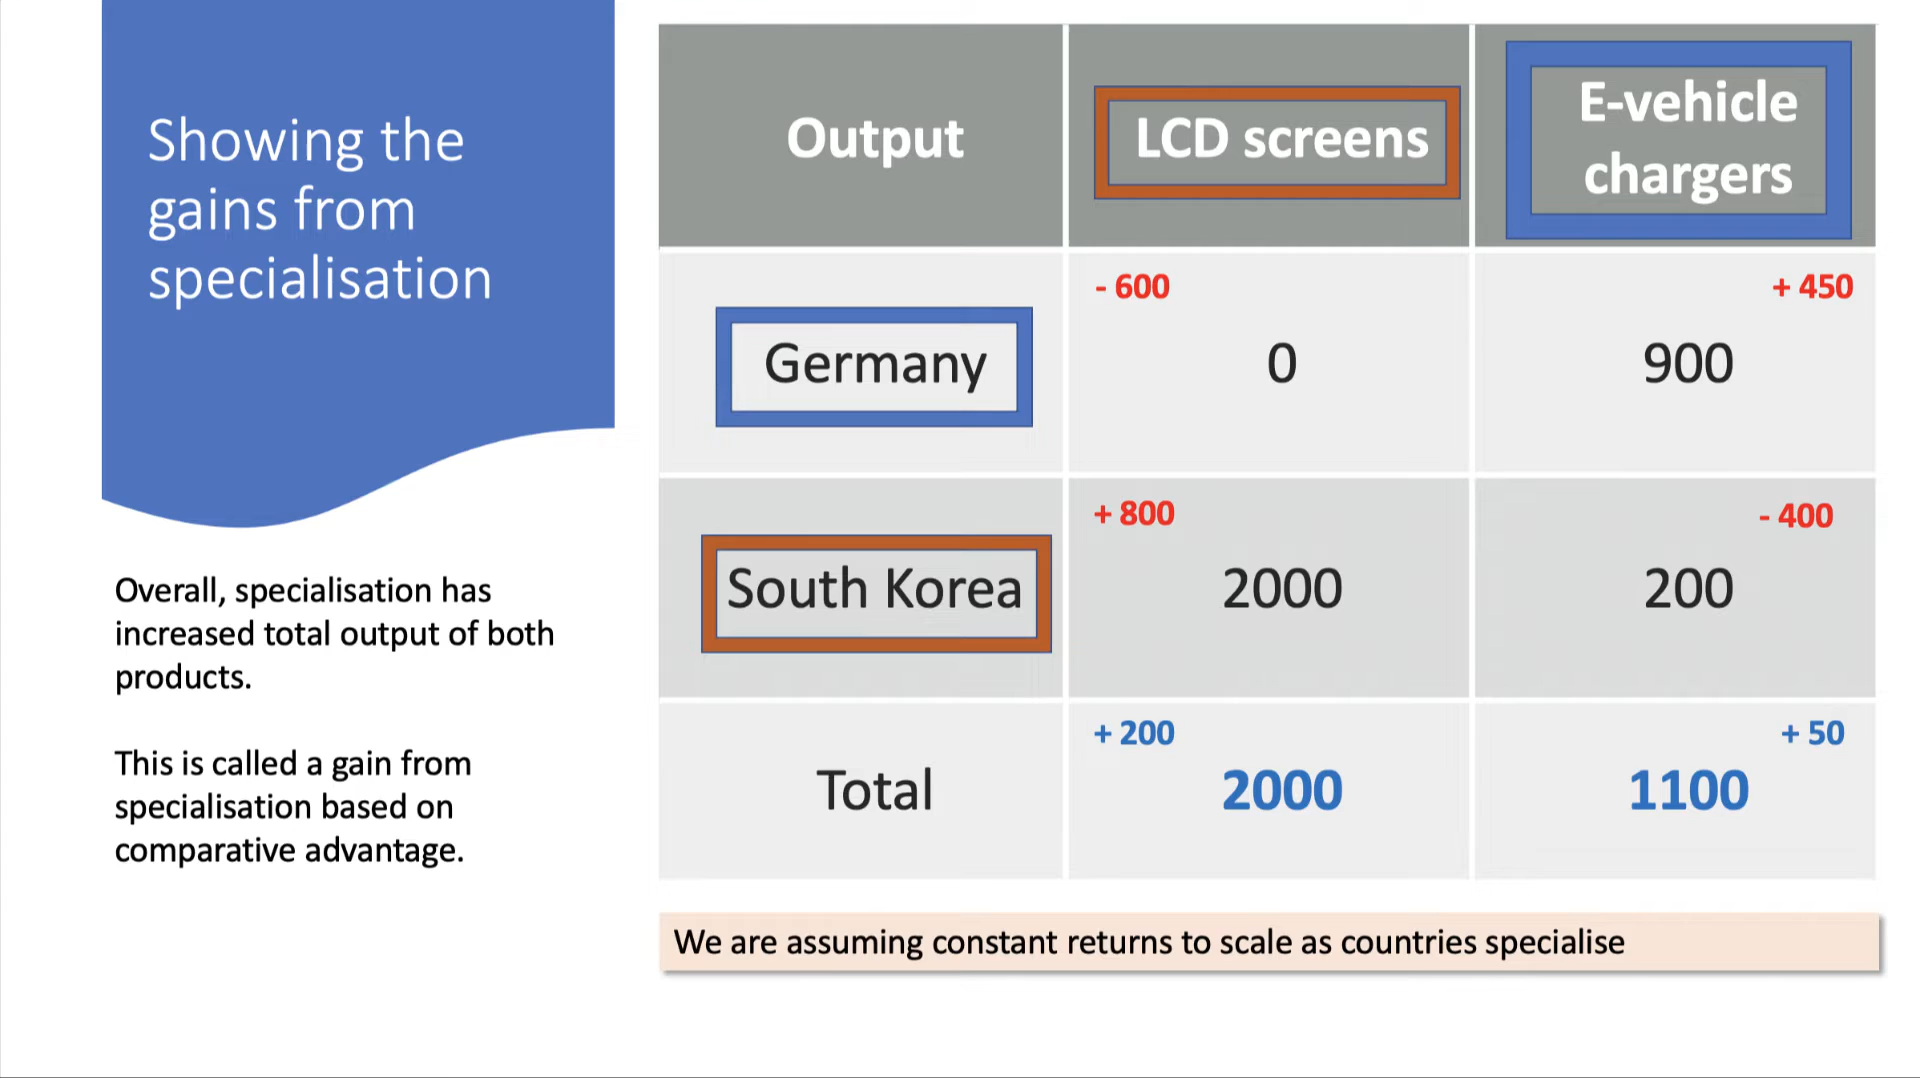 Showing the
gains from
specialisation
Overall, specialisation has
increased total output of both
products.
This is called a gain from
specialisation based on
comparative advantage.
Output
LCD screens
E-vehicle
chargers
Germany
- 600
0
+ 450
900
South Korea
+ 800
2000
- 400
200
Total
+ 200
2000
+ 50
1100
We are assuming constant returns to scale as countries specialise